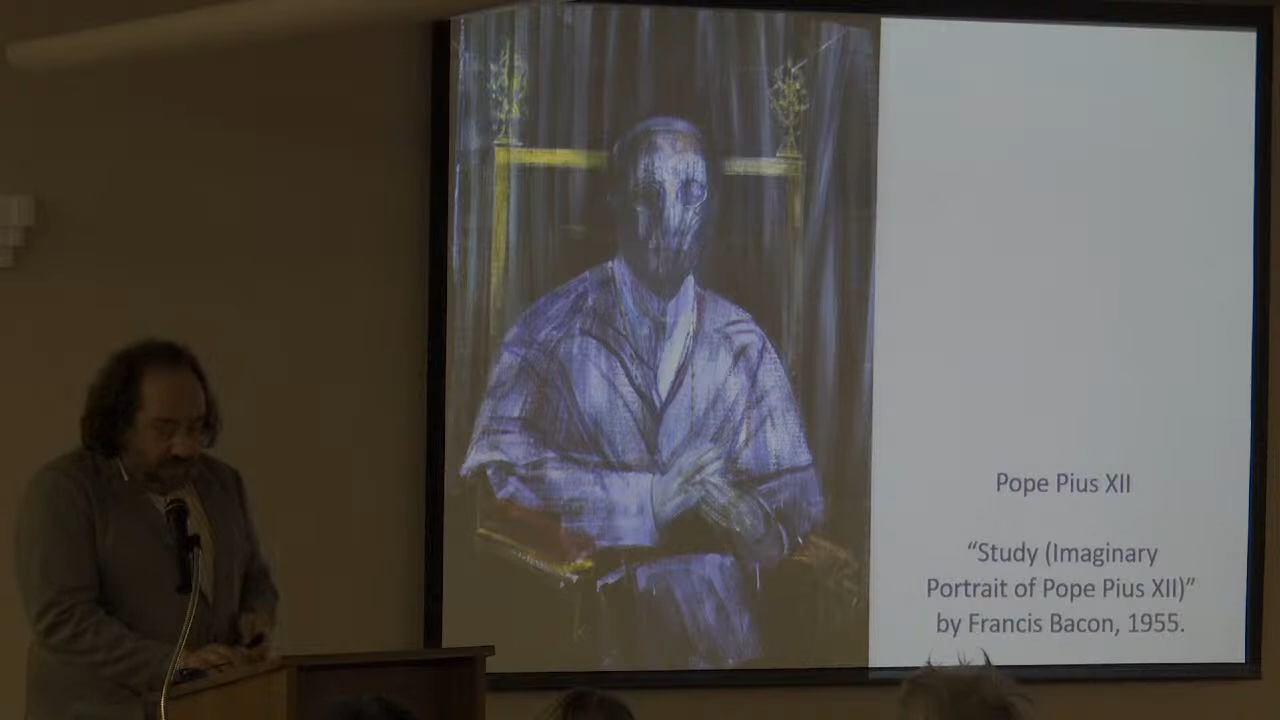 Pope Pius XII
“Study (Imaginary
Portrait of Pope Pius XII)”
by Francis Bacon, 1955.